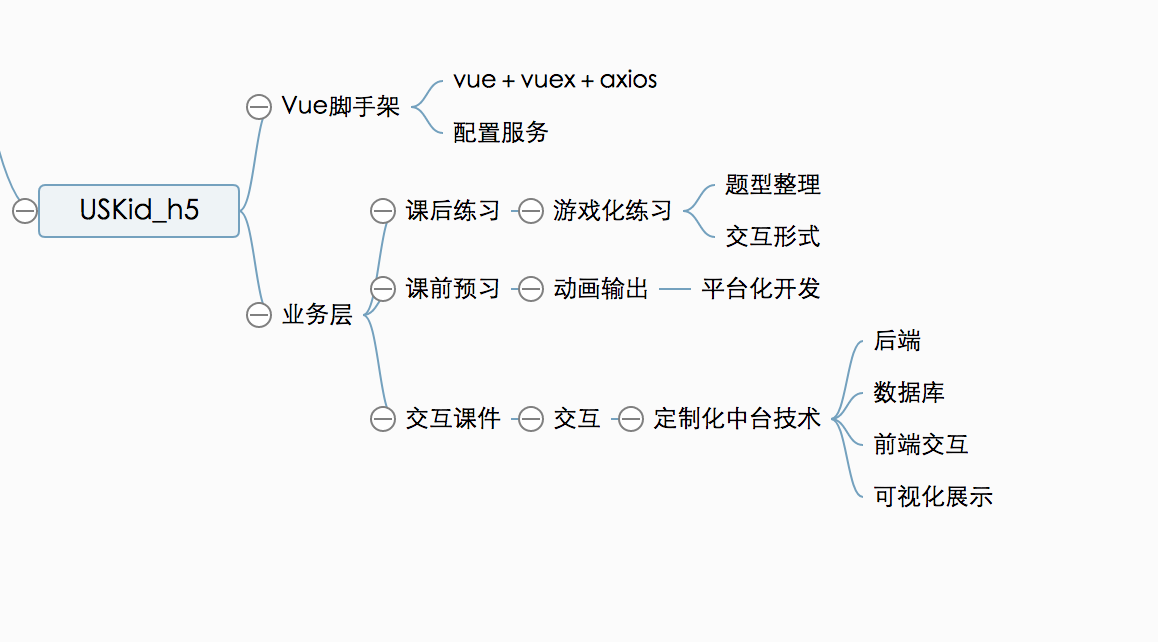 vue + vuex + axios
Vue脚手架
配置服务
题型整理
USKid_h5
课后练习
游戏化练习
交互形式
课前预习
动画输出
平台化开发
业务层
后端
数据库
交互课件
交互
定制化中台技术
前端交互
可视化展示